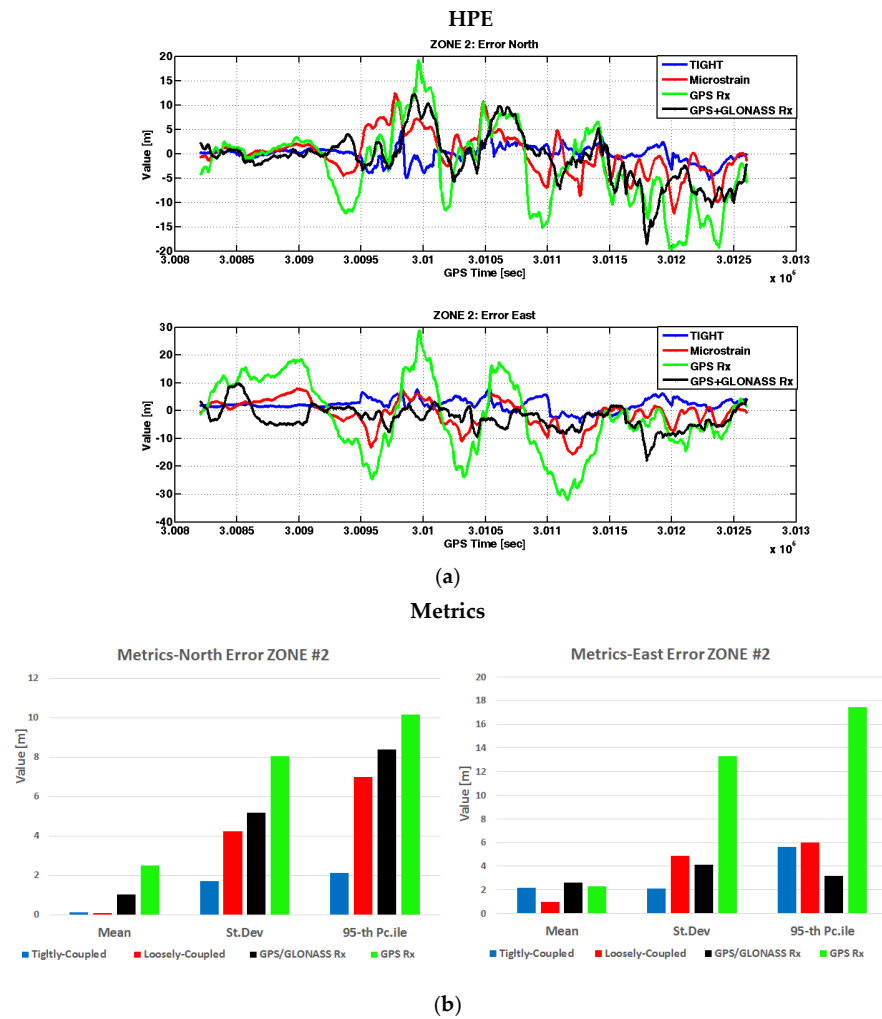 HPE
ZONE 2: Error North
TIGHT
Microstrain
GPS Rx
GPS+GLONASS Rx
Value [m]
20
15
10
5
0
-5
-10
-15
-20
3.008 3.0085 3.009 3.0095 3.01 3.0105 3.011 3.0115 3.012 3.0125 3.013
GPS Time [sec]
x 10^6
ZONE 2: Error East
TIGHT
Microstrain
GPS Rx
GPS+GLONASS Rx
Value [m]
30
20
10
0
-10
-20
-30
-40
3.008 3.0085 3.009 3.0095 3.01 3.0105 3.011 3.0115 3.012 3.0125 3.013
GPS Time [sec]
x 10^6
(a)
Metrics
Metrics-North Error ZONE #2
Value [m]
12
10
8
6
4
2
0
Mean St.Dev 95-th Pc.ile
Tigltly-Coupled Loosely-Coupled GPS/GLONASS Rx GPS Rx
Metrics-East Error ZONE #2
Value [m]
20
18
16
14
12
10
8
6
4
2
0
Mean St.Dev 95-th Pc.ile
Tigltly-Coupled Loosely-Coupled GPS/GLONASS Rx GPS Rx
(b)